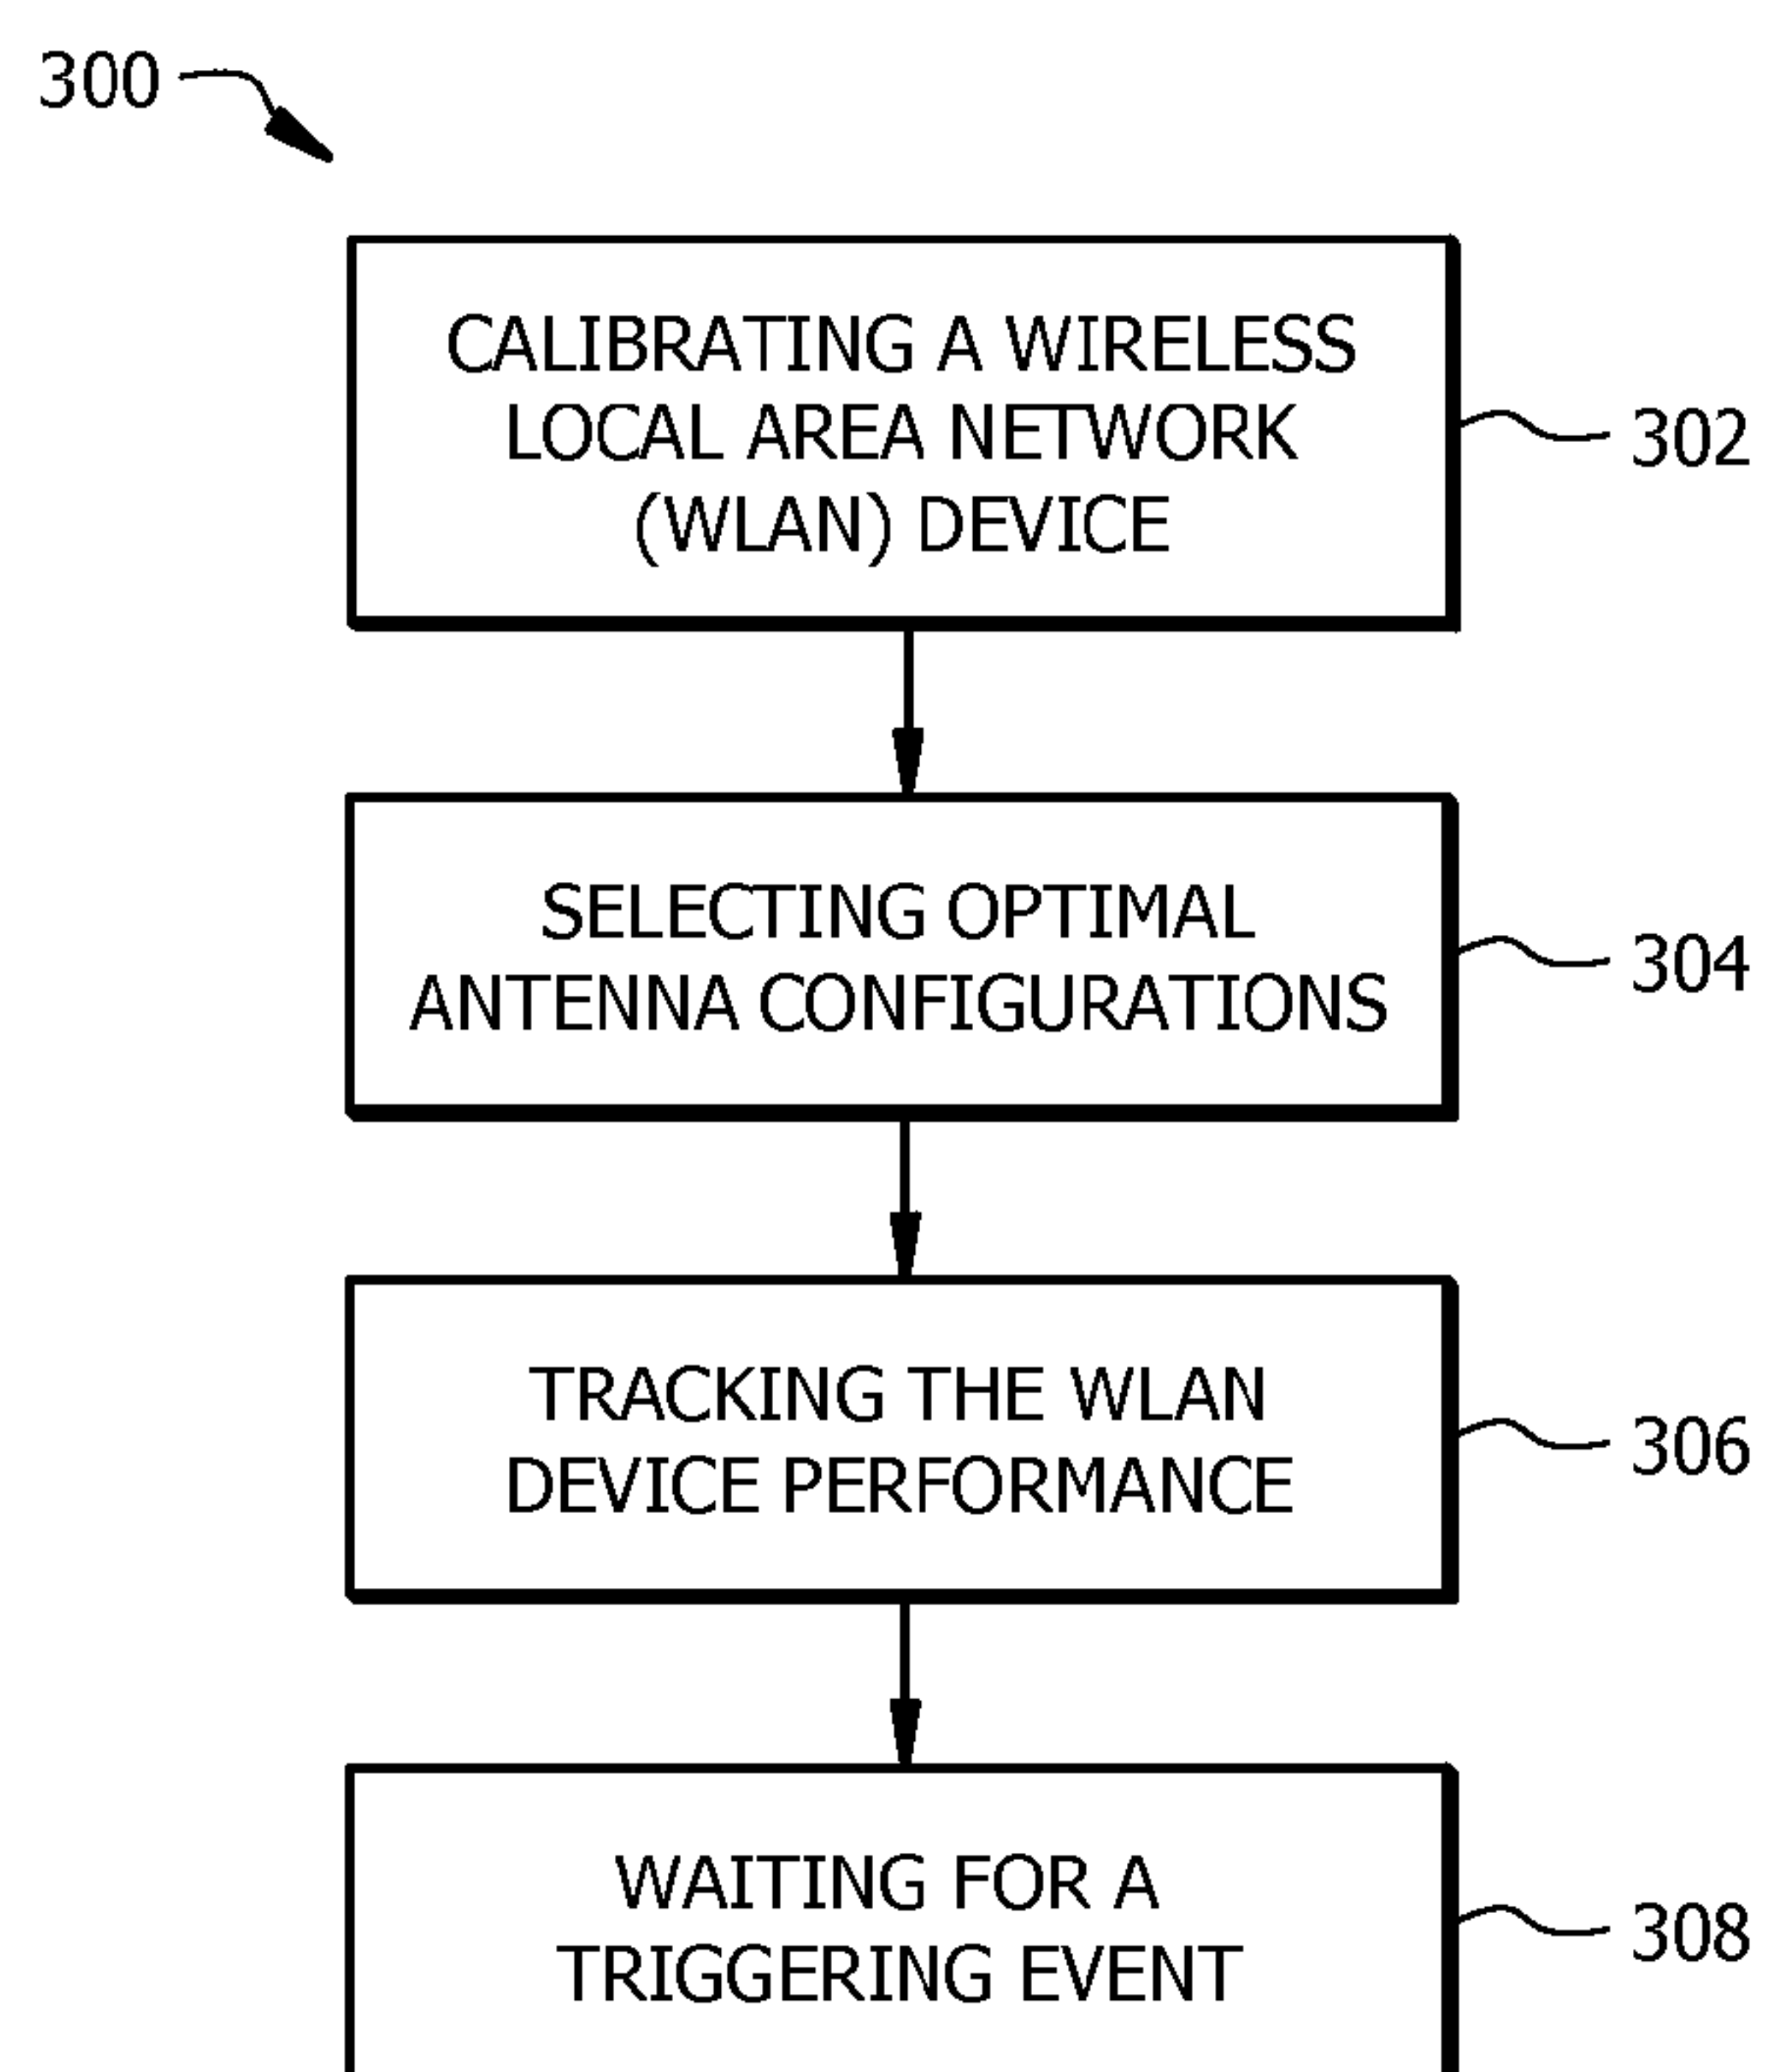 300
CALIBRATING A WIRELESS
LOCAL AREA NETWORK
(WLAN) DEVICE
302
SELECTING OPTIMAL
ANTENNA CONFIGURATIONS
304
TRACKING THE WLAN
DEVICE PERFORMANCE
306
WAITING FOR A
TRIGGERING EVENT
308